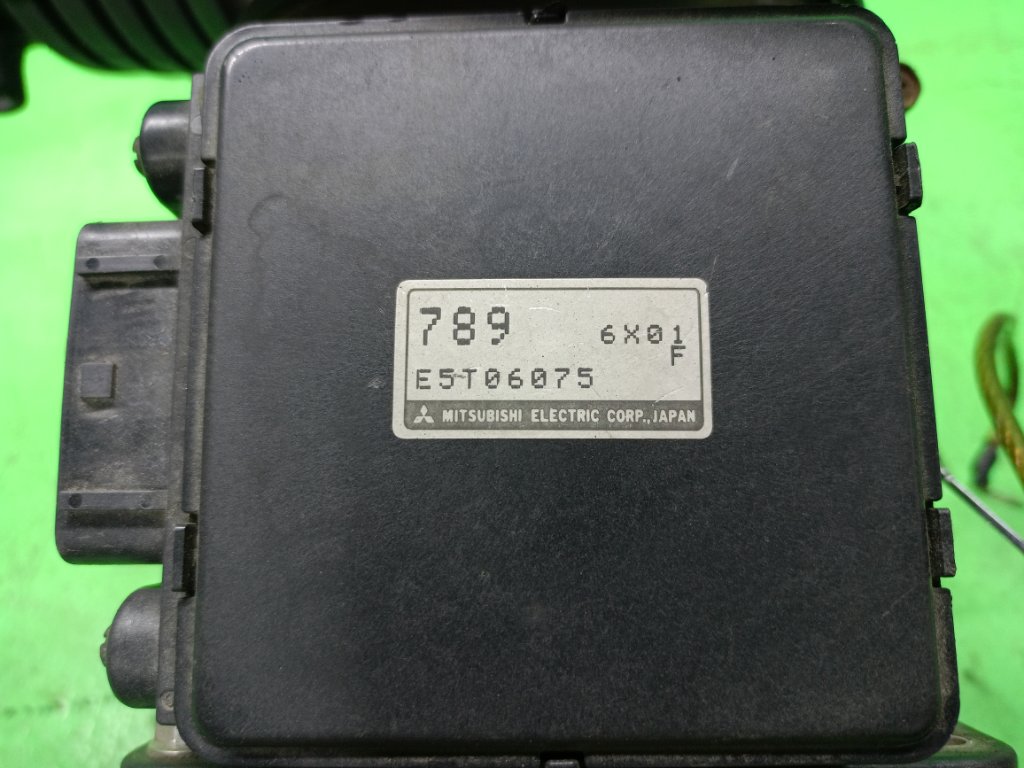 789 6X01
F
E5T06075
MITSUBISHI ELECTRIC CORP., JAPAN